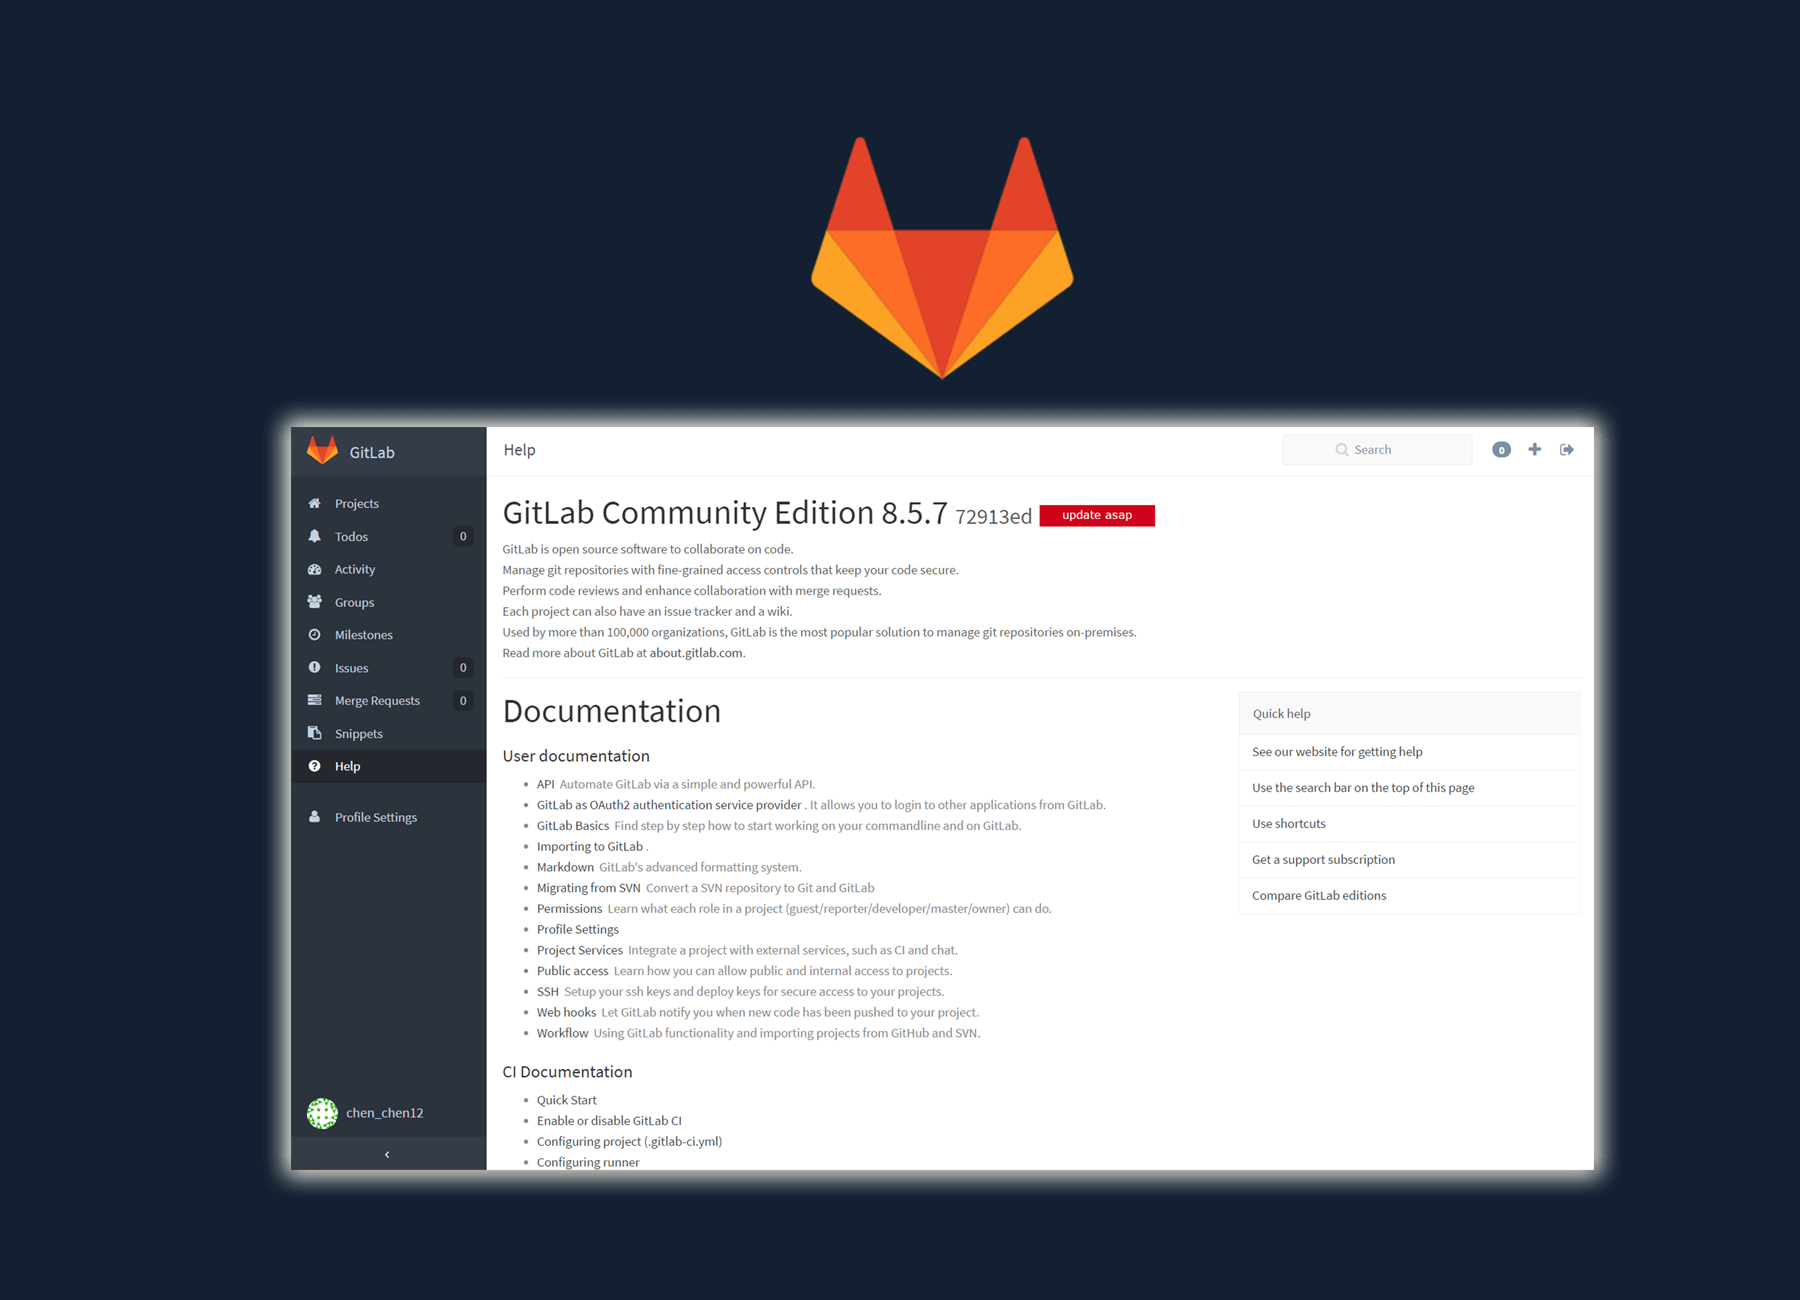 GitLab
Help
Search
0
Projects
Todos 0
Activity
Groups
Milestones
Issues 0
Merge Requests 0
Snippets
Help
Profile Settings
chen_chen12
GitLab Community Edition 8.5.7 72913ed update asap
GitLab is open source software to collaborate on code.
Manage git repositories with fine-grained access controls that keep your code secure.
Perform code reviews and enhance collaboration with merge requests.
Each project can also have an issue tracker and a wiki.
Used by more than 100,000 organizations, GitLab is the most popular solution to manage git repositories on-premises.
Read more about GitLab at about.gitlab.com.
Documentation
User documentation
API Automate GitLab via a simple and powerful API.
GitLab as OAuth2 authentication service provider . It allows you to login to other applications from GitLab.
GitLab Basics Find step by step how to start working on your commandline and on GitLab.
Importing to GitLab .
Markdown GitLab's advanced formatting system.
Migrating from SVN Convert a SVN repository to Git and GitLab
Permissions Learn what each role in a project (guest/reporter/developer/master/owner) can do.
Profile Settings
Project Services Integrate a project with external services, such as CI and chat.
Public access Learn how you can allow public and internal access to projects.
SSH Setup your ssh keys and deploy keys for secure access to your projects.
Web hooks Let GitLab notify you when new code has been pushed to your project.
Workflow Using GitLab functionality and importing projects from GitHub and SVN.
CI Documentation
Quick Start
Enable or disable GitLab CI
Configuring project (.gitlab-ci.yml)
Configuring runner
Quick help
See our website for getting help
Use the search bar on the top of this page
Use shortcuts
Get a support subscription
Compare GitLab editions